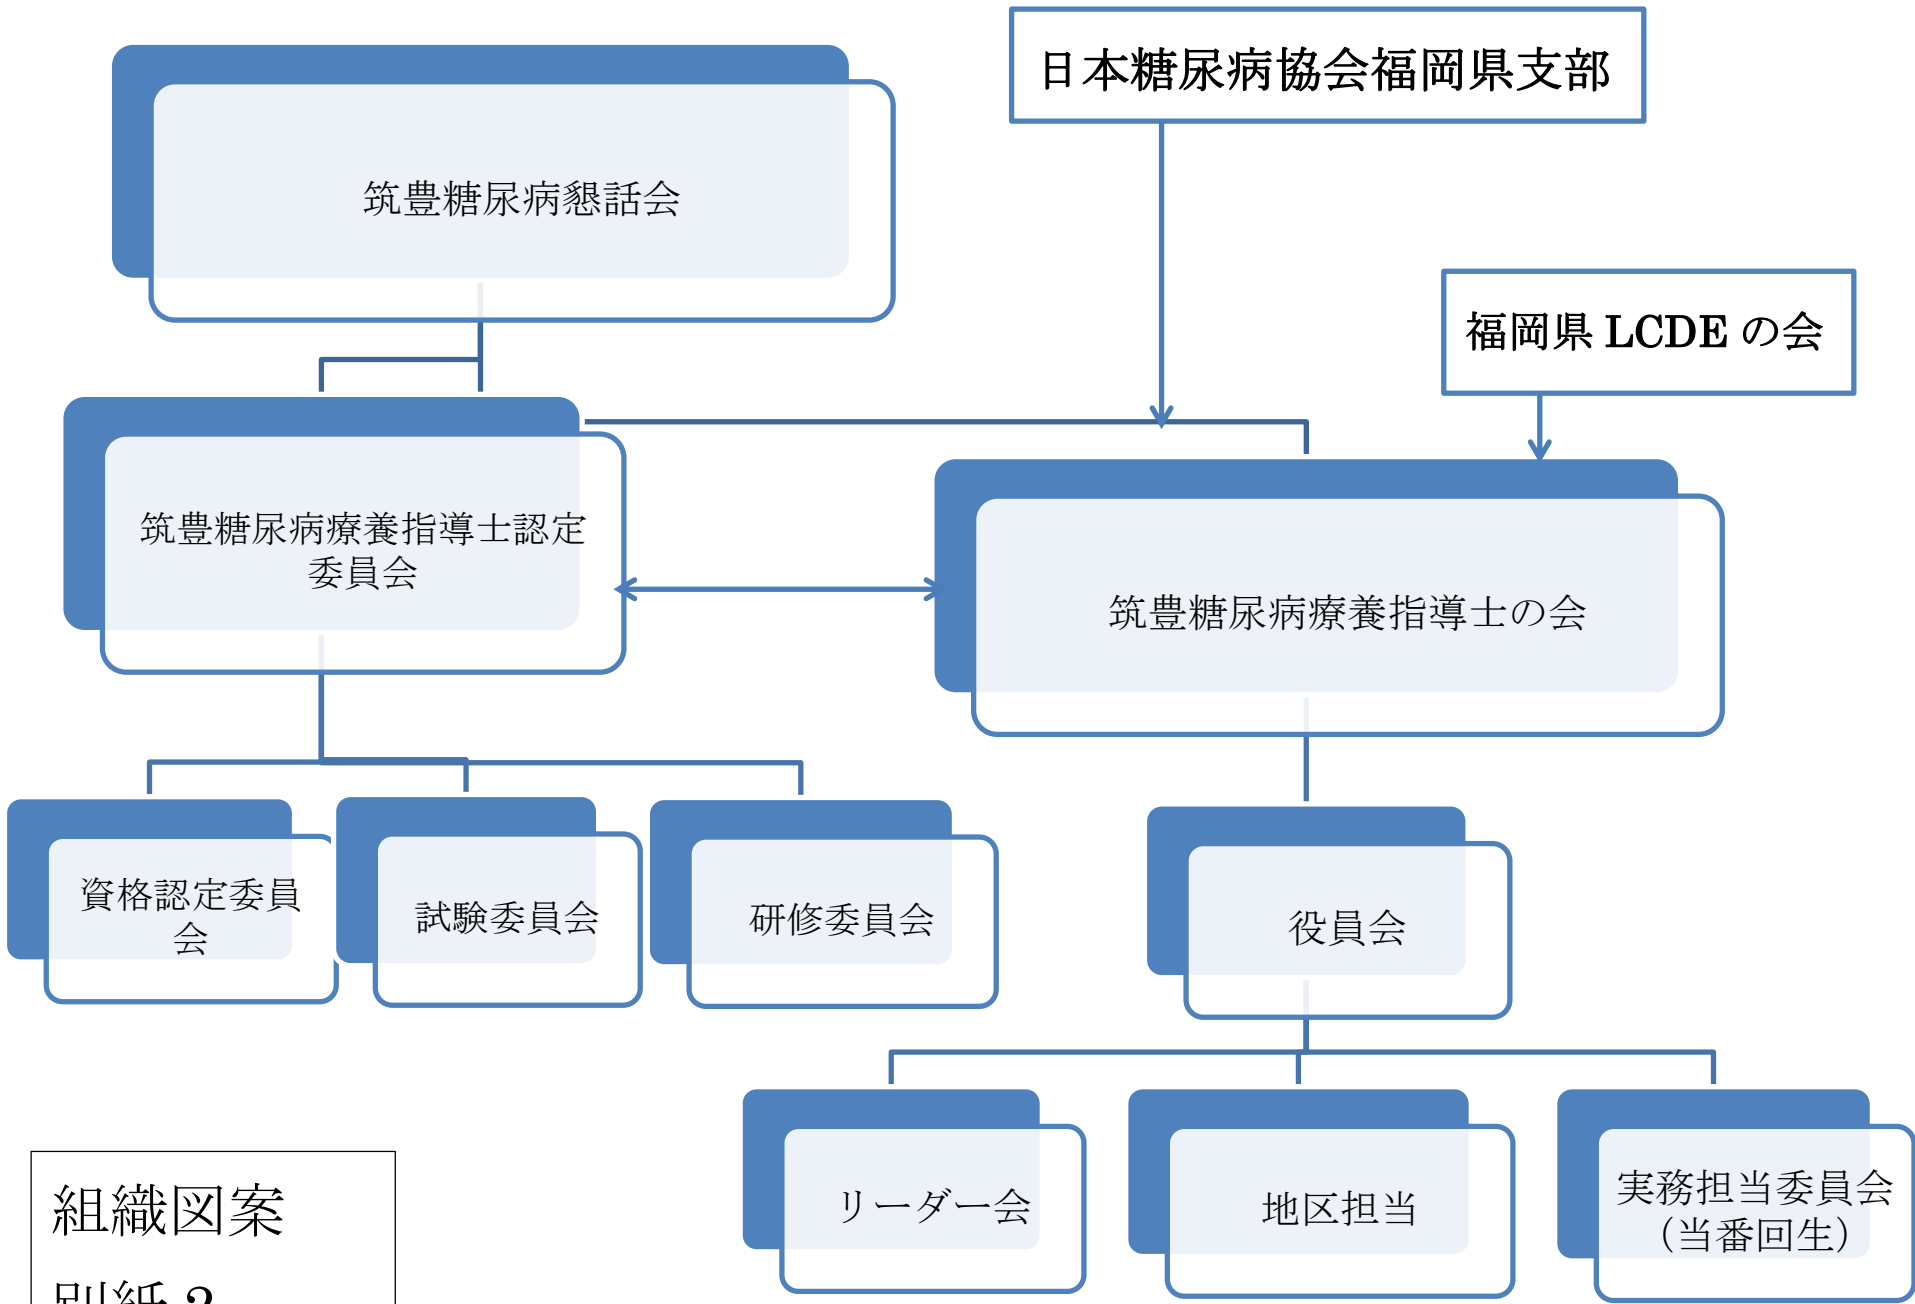 日本糖尿病協会福岡県支部
筑豊糖尿病懇話会
福岡県 LCDE の会
筑豊糖尿病療養指導士認定
委員会
筑豊糖尿病療養指導士の会
資格認定委員
会
試験委員会
研修委員会
役員会
リーダー会
地区担当
実務担当委員会
（当番回生）
組織図案
別紙 2